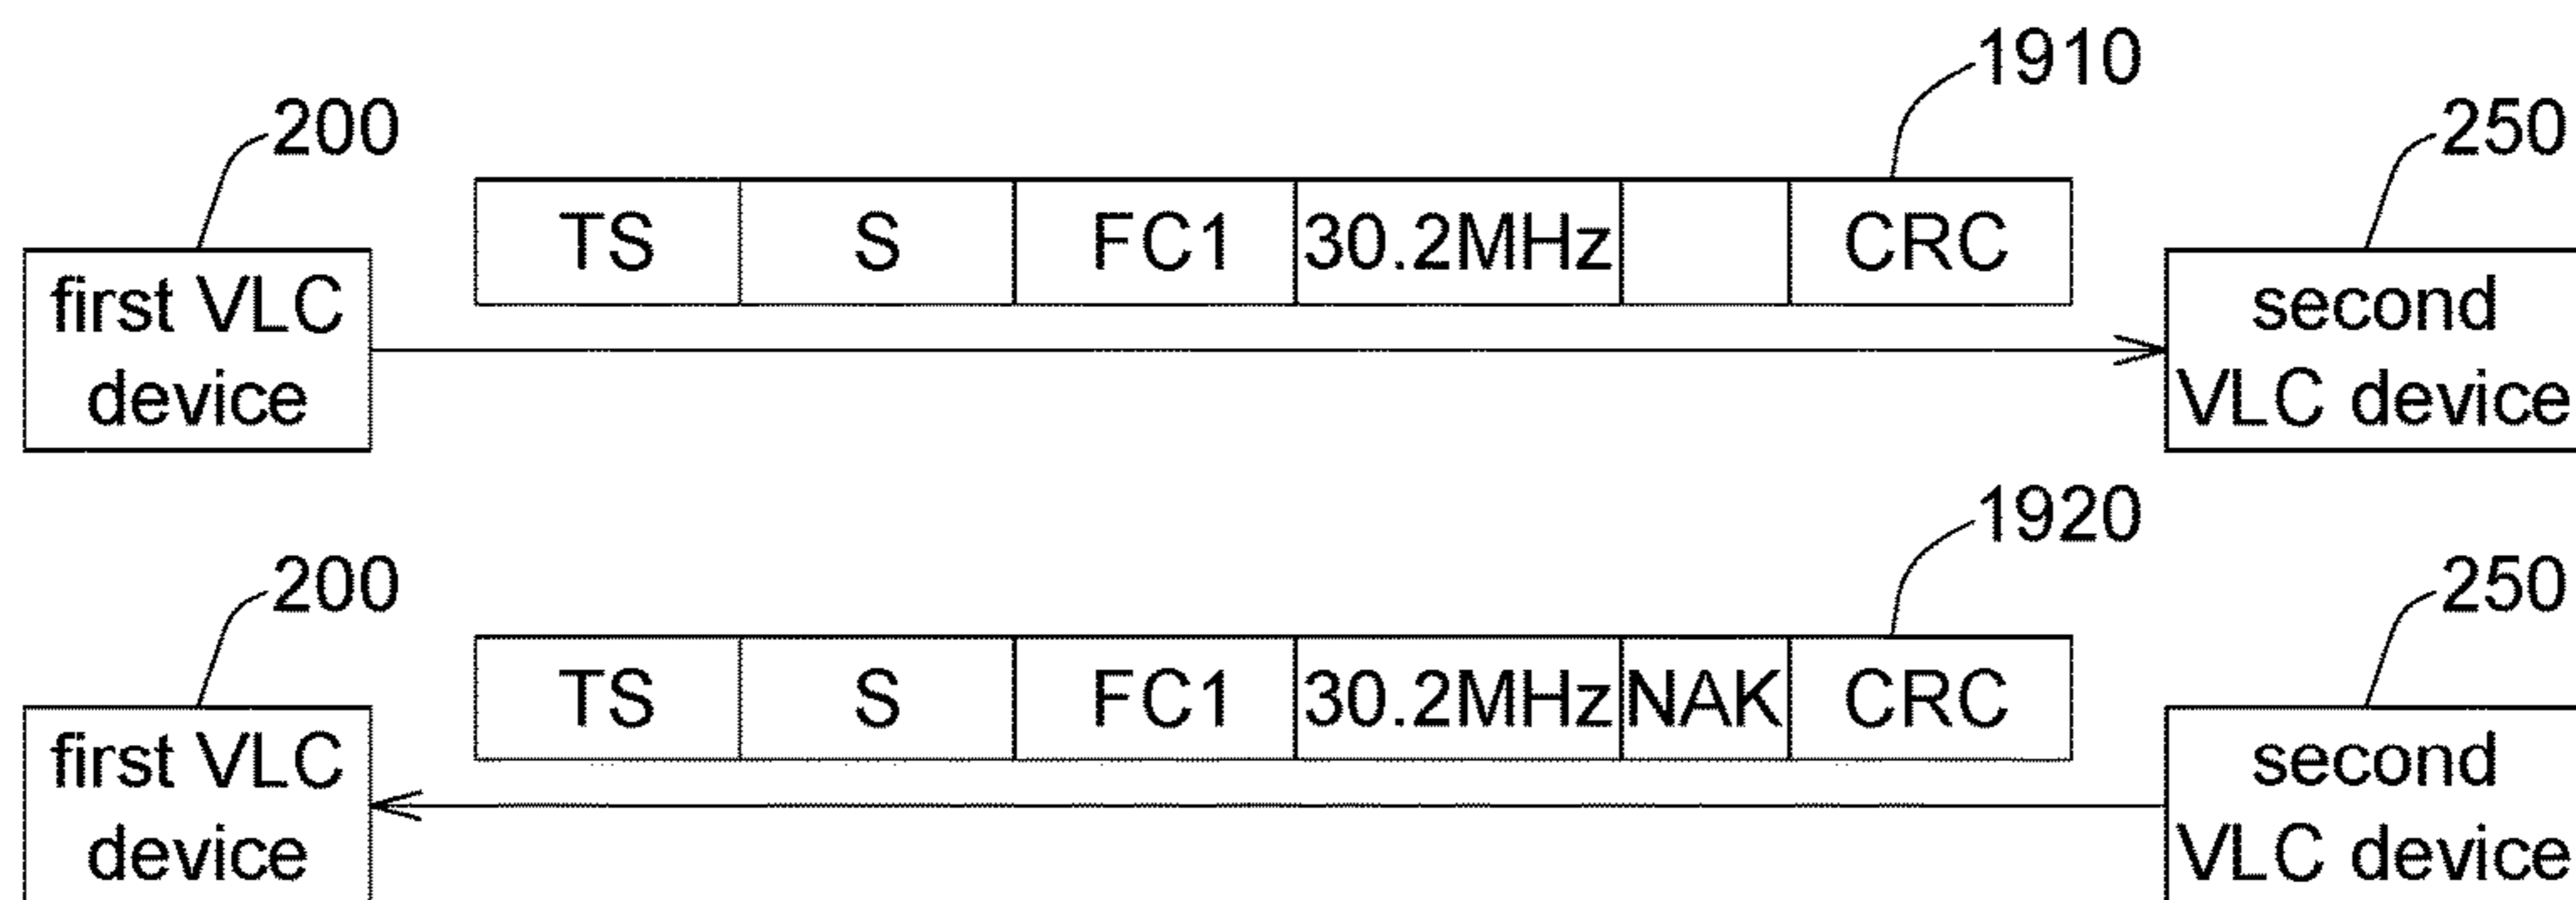 1910
200
250
TS S FC1 30.2MHz CRC
first VLC
device
second
VLC device
1920
200
250
TS S FC1 30.2MHz NAK CRC
first VLC
device
second
VLC device